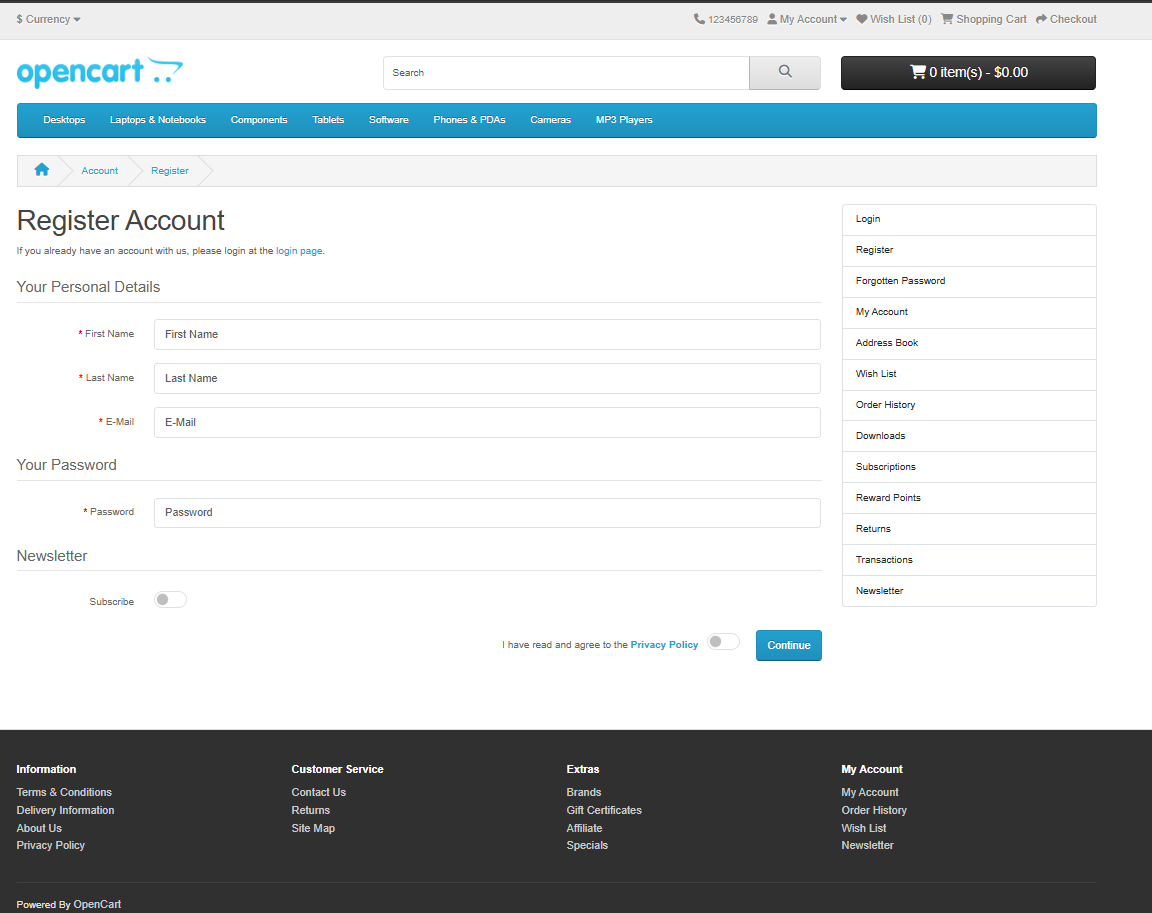 $ Currency 123456789 My Account Wish List (0) Shopping Cart Checkout
opencart
Search
0 item(s) - $0.00
Desktops Laptops & Notebooks Components Tablets Software Phones & PDAs Cameras MP3 Players
Account Register
Register Account
If you already have an account with us, please login at the login page.
Your Personal Details
* First Name First Name
* Last Name Last Name
* E-Mail E-Mail
Your Password
* Password Password
Newsletter
Subscribe
I have read and agree to the Privacy Policy Continue
Login
Register
Forgotten Password
My Account
Address Book
Wish List
Order History
Downloads
Subscriptions
Reward Points
Returns
Transactions
Newsletter
Information
Terms & Conditions
Delivery Information
About Us
Privacy Policy
Customer Service
Contact Us
Returns
Site Map
Extras
Brands
Gift Certificates
Affiliate
Specials
My Account
My Account
Order History
Wish List
Newsletter
Powered By OpenCart